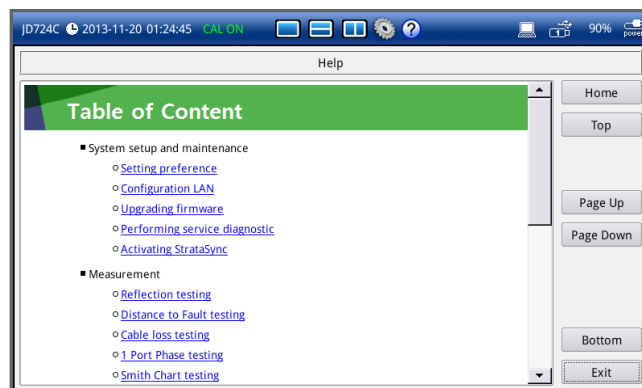 JD724C 2013-11-20 01:24:45 CAL ON 1 90% power
Help
Table of Content
Home
Top
System setup and maintenance
Setting preference
Configuration LAN
Upgrading firmware
Page Up
Performing service diagnostic
Page Down
Activating StrataSync
Measurement
Reflection testing
Distance to Fault testing
Cable loss testing
Bottom
1 Port Phase testing
Exit
Smith Chart testing